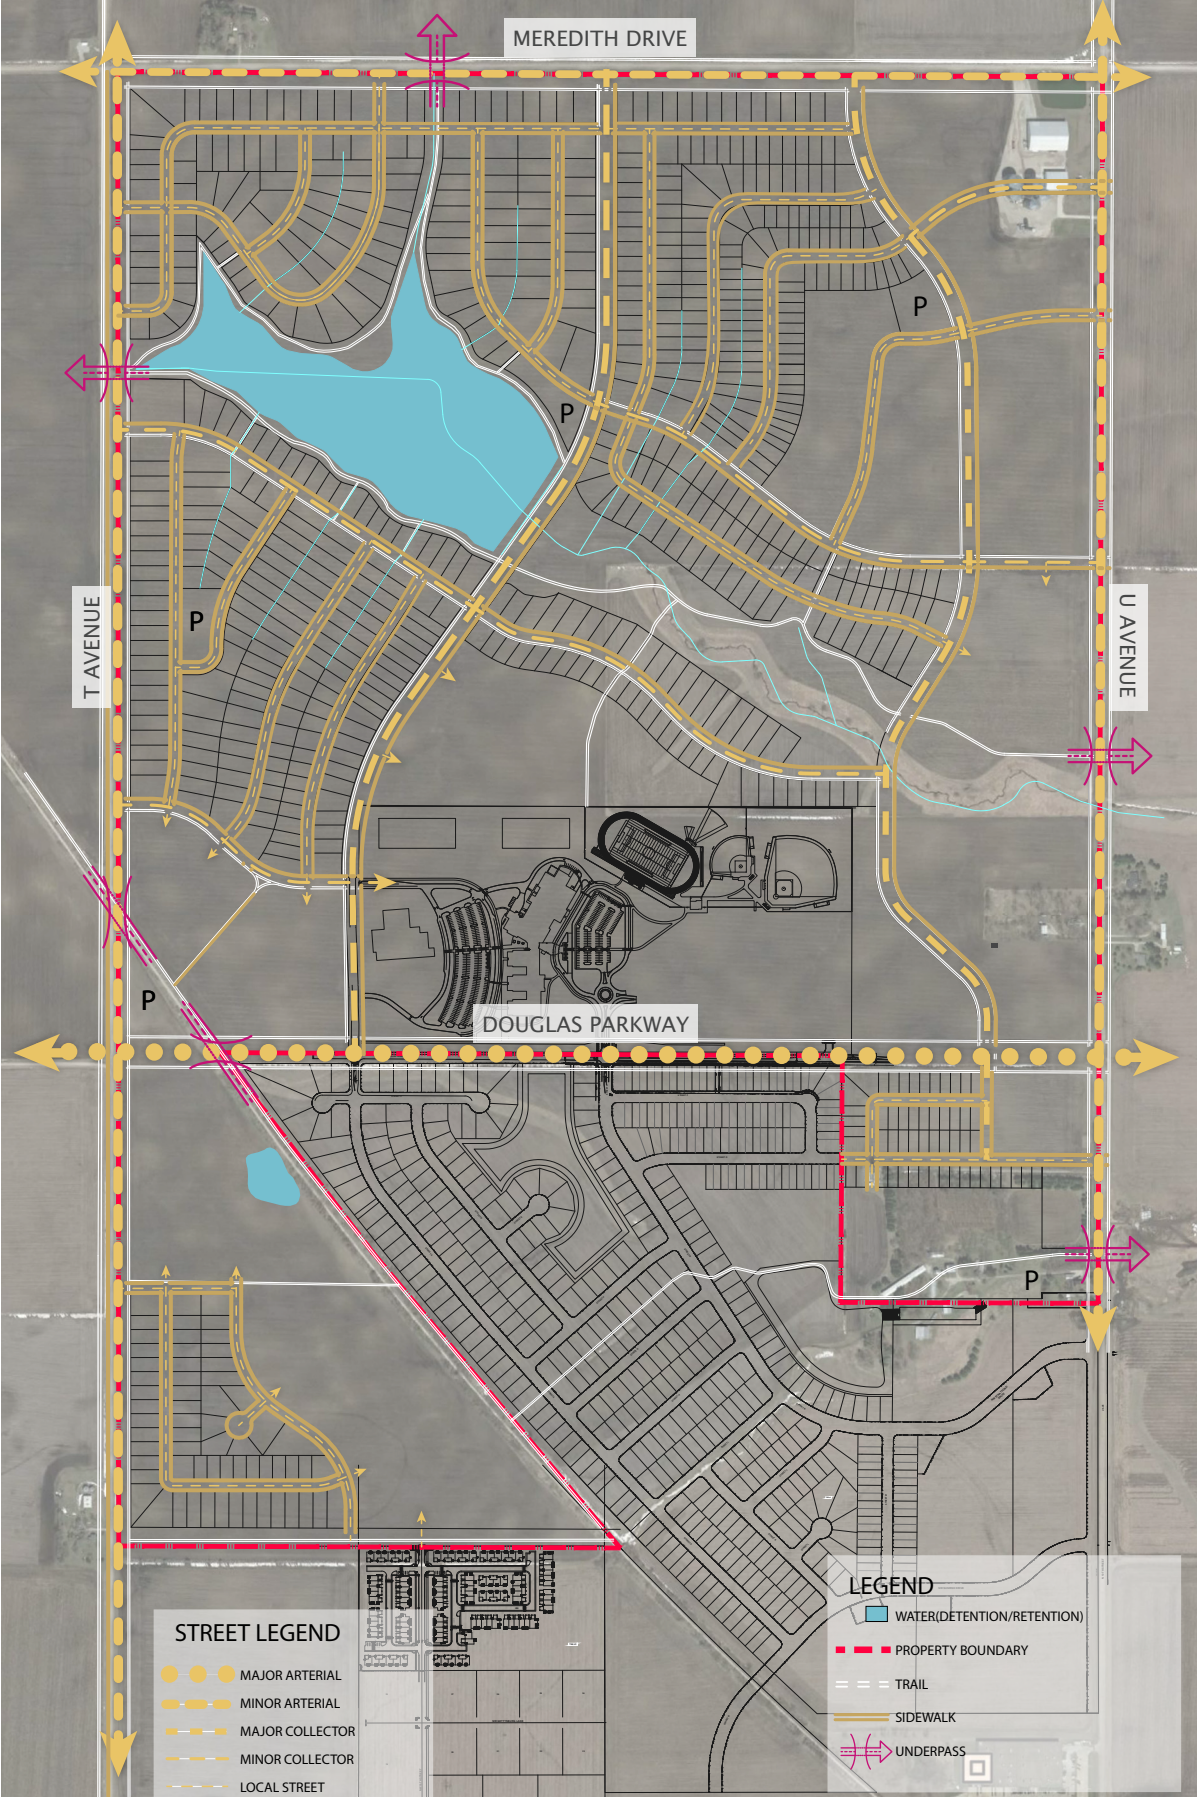 MEREDITH DRIVE
P
P
T AVENUE
P
U AVENUE
P
DOUGLAS PARKWAY
P
STREET LEGEND
MAJOR ARTERIAL
MINOR ARTERIAL
MAJOR COLLECTOR
MINOR COLLECTOR
LOCAL STREET
LEGEND
WATER(DETENTION/RETENTION)
PROPERTY BOUNDARY
TRAIL
SIDEWALK
UNDERPASS